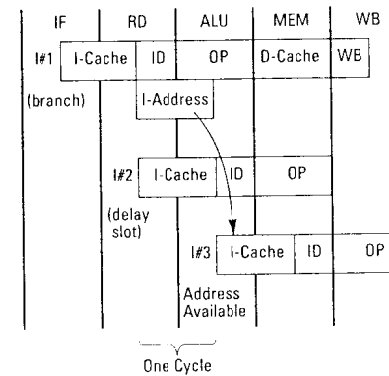 IF RD ALU MEM WB
I#1 I-Cache ID OP D-Cache WB
(branch) I-Address
I#2 I-Cache ID OP
(delay
slot)
I#3 I-Cache ID OP
Address
Available
One Cycle